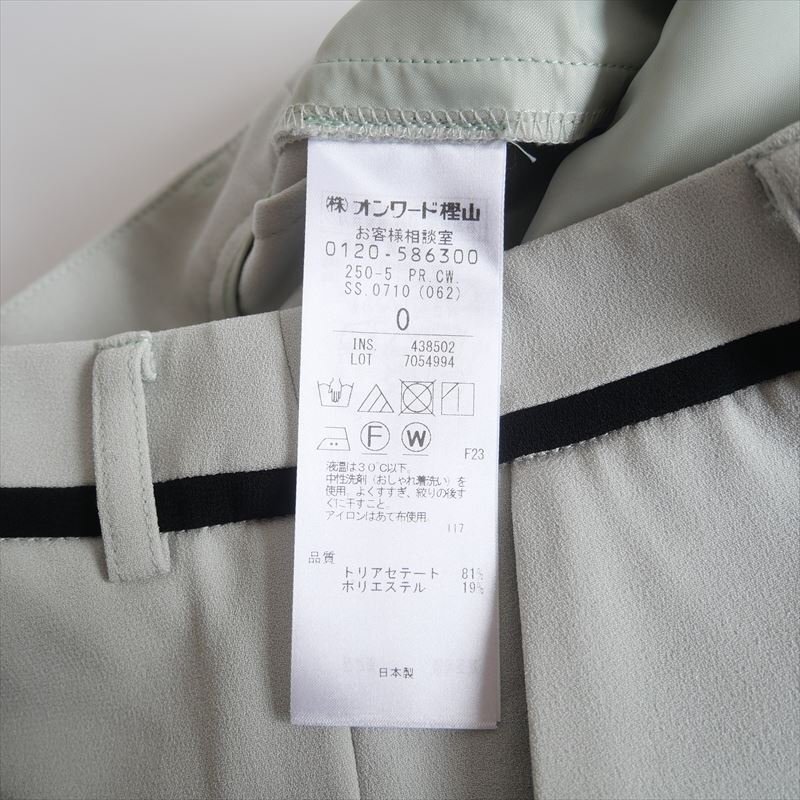 (株)オンワード樫山
お客様相談室
0120-586300
250-5 PR.CW.
SS.0710 (062)
0
INS. 438502
LOT 7054994
F W
F23
液温は30℃以下。
中性洗剤(おしゃれ着洗い)を
使用。よくすすぎ、絞りの後す
ぐに干すこと。
アイロンはあて布使用。
117
品質
トリアセテート 81%
ポリエステル 19%
日本製